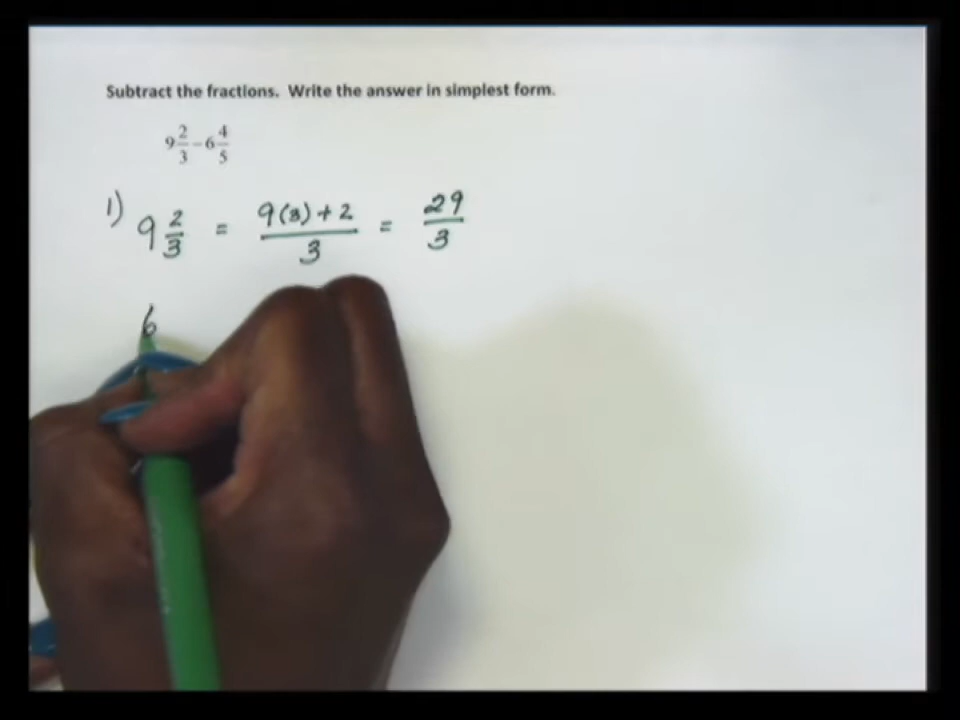 Subtract the fractions. Write the answer in simplest form.
9 2/3 - 6 4/5
1) 9 2/3 = 9(3)+2/3 = 29/3
6